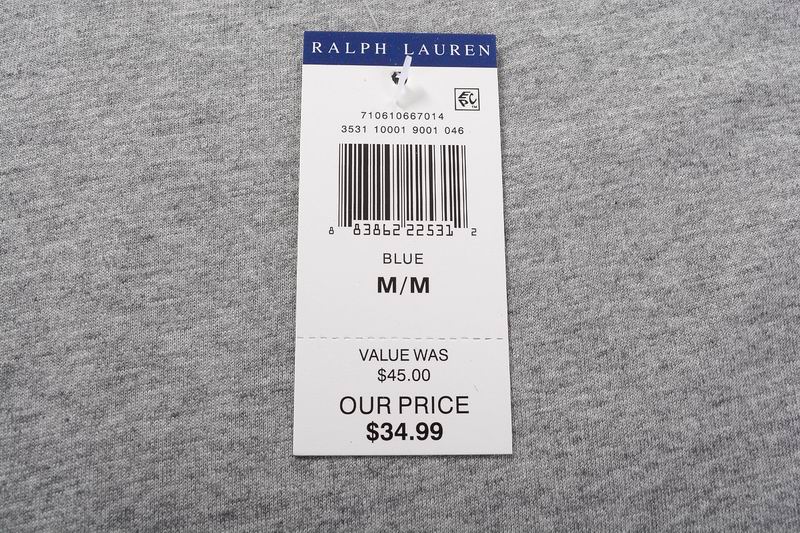 RALPH LAUREN
EPC
710610667014
3531 10001 9001 046
8 83862 22531 2
BLUE
M/M
VALUE WAS
$45.00
OUR PRICE
$34.99